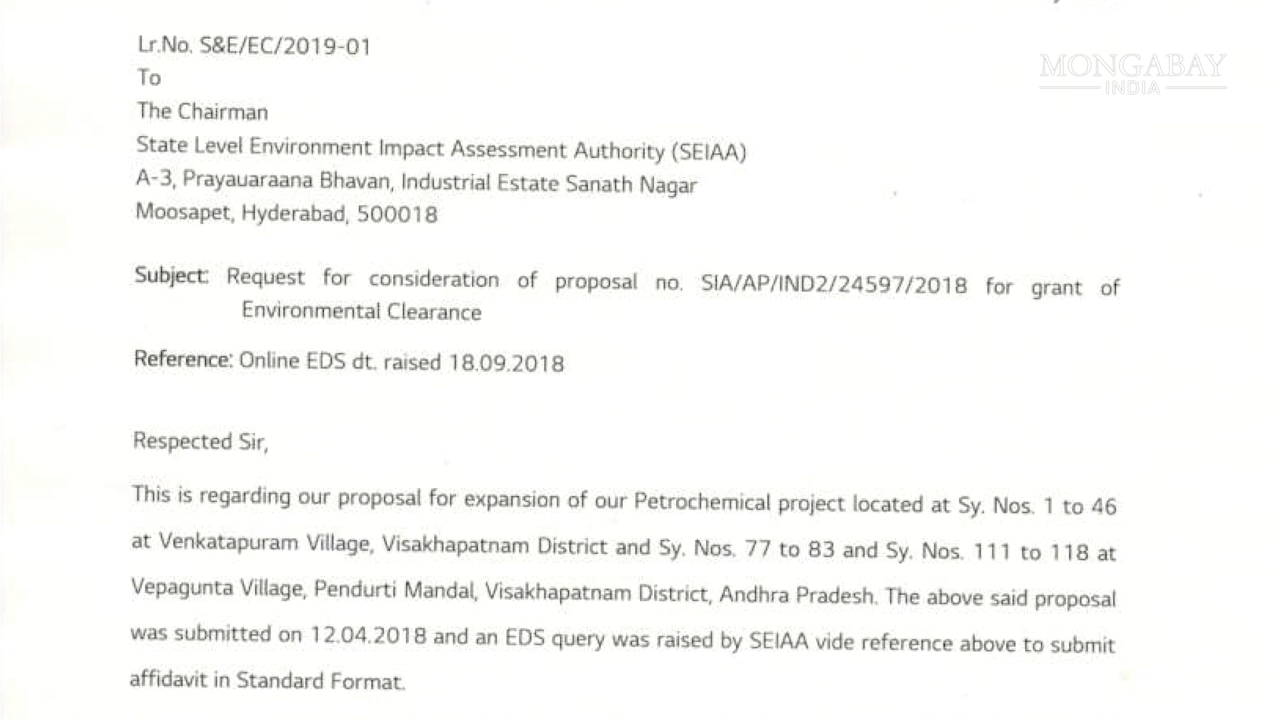 Lr.No. S&E/EC/2019-01
MONGABAY
INDIA
To
The Chairman
State Level Environment Impact Assessment Authority (SEIAA)
A-3, Prayauaraana Bhavan, Industrial Estate Sanath Nagar
Moosapet, Hyderabad, 500018
Subject: Request for consideration of proposal no. SIA/AP/IND2/24597/2018 for grant of
Environmental Clearance
Reference: Online EDS dt. raised 18.09.2018
Respected Sir,
This is regarding our proposal for expansion of our Petrochemical project located at Sy. Nos. 1 to 46
at Venkatapuram Village, Visakhapatnam District and Sy. Nos. 77 to 83 and Sy. Nos. 111 to 118 at
Vepagunta Village, Pendurti Mandal, Visakhapatnam District, Andhra Pradesh. The above said proposal
was submitted on 12.04.2018 and an EDS query was raised by SEIAA vide reference above to submit
affidavit in Standard Format.